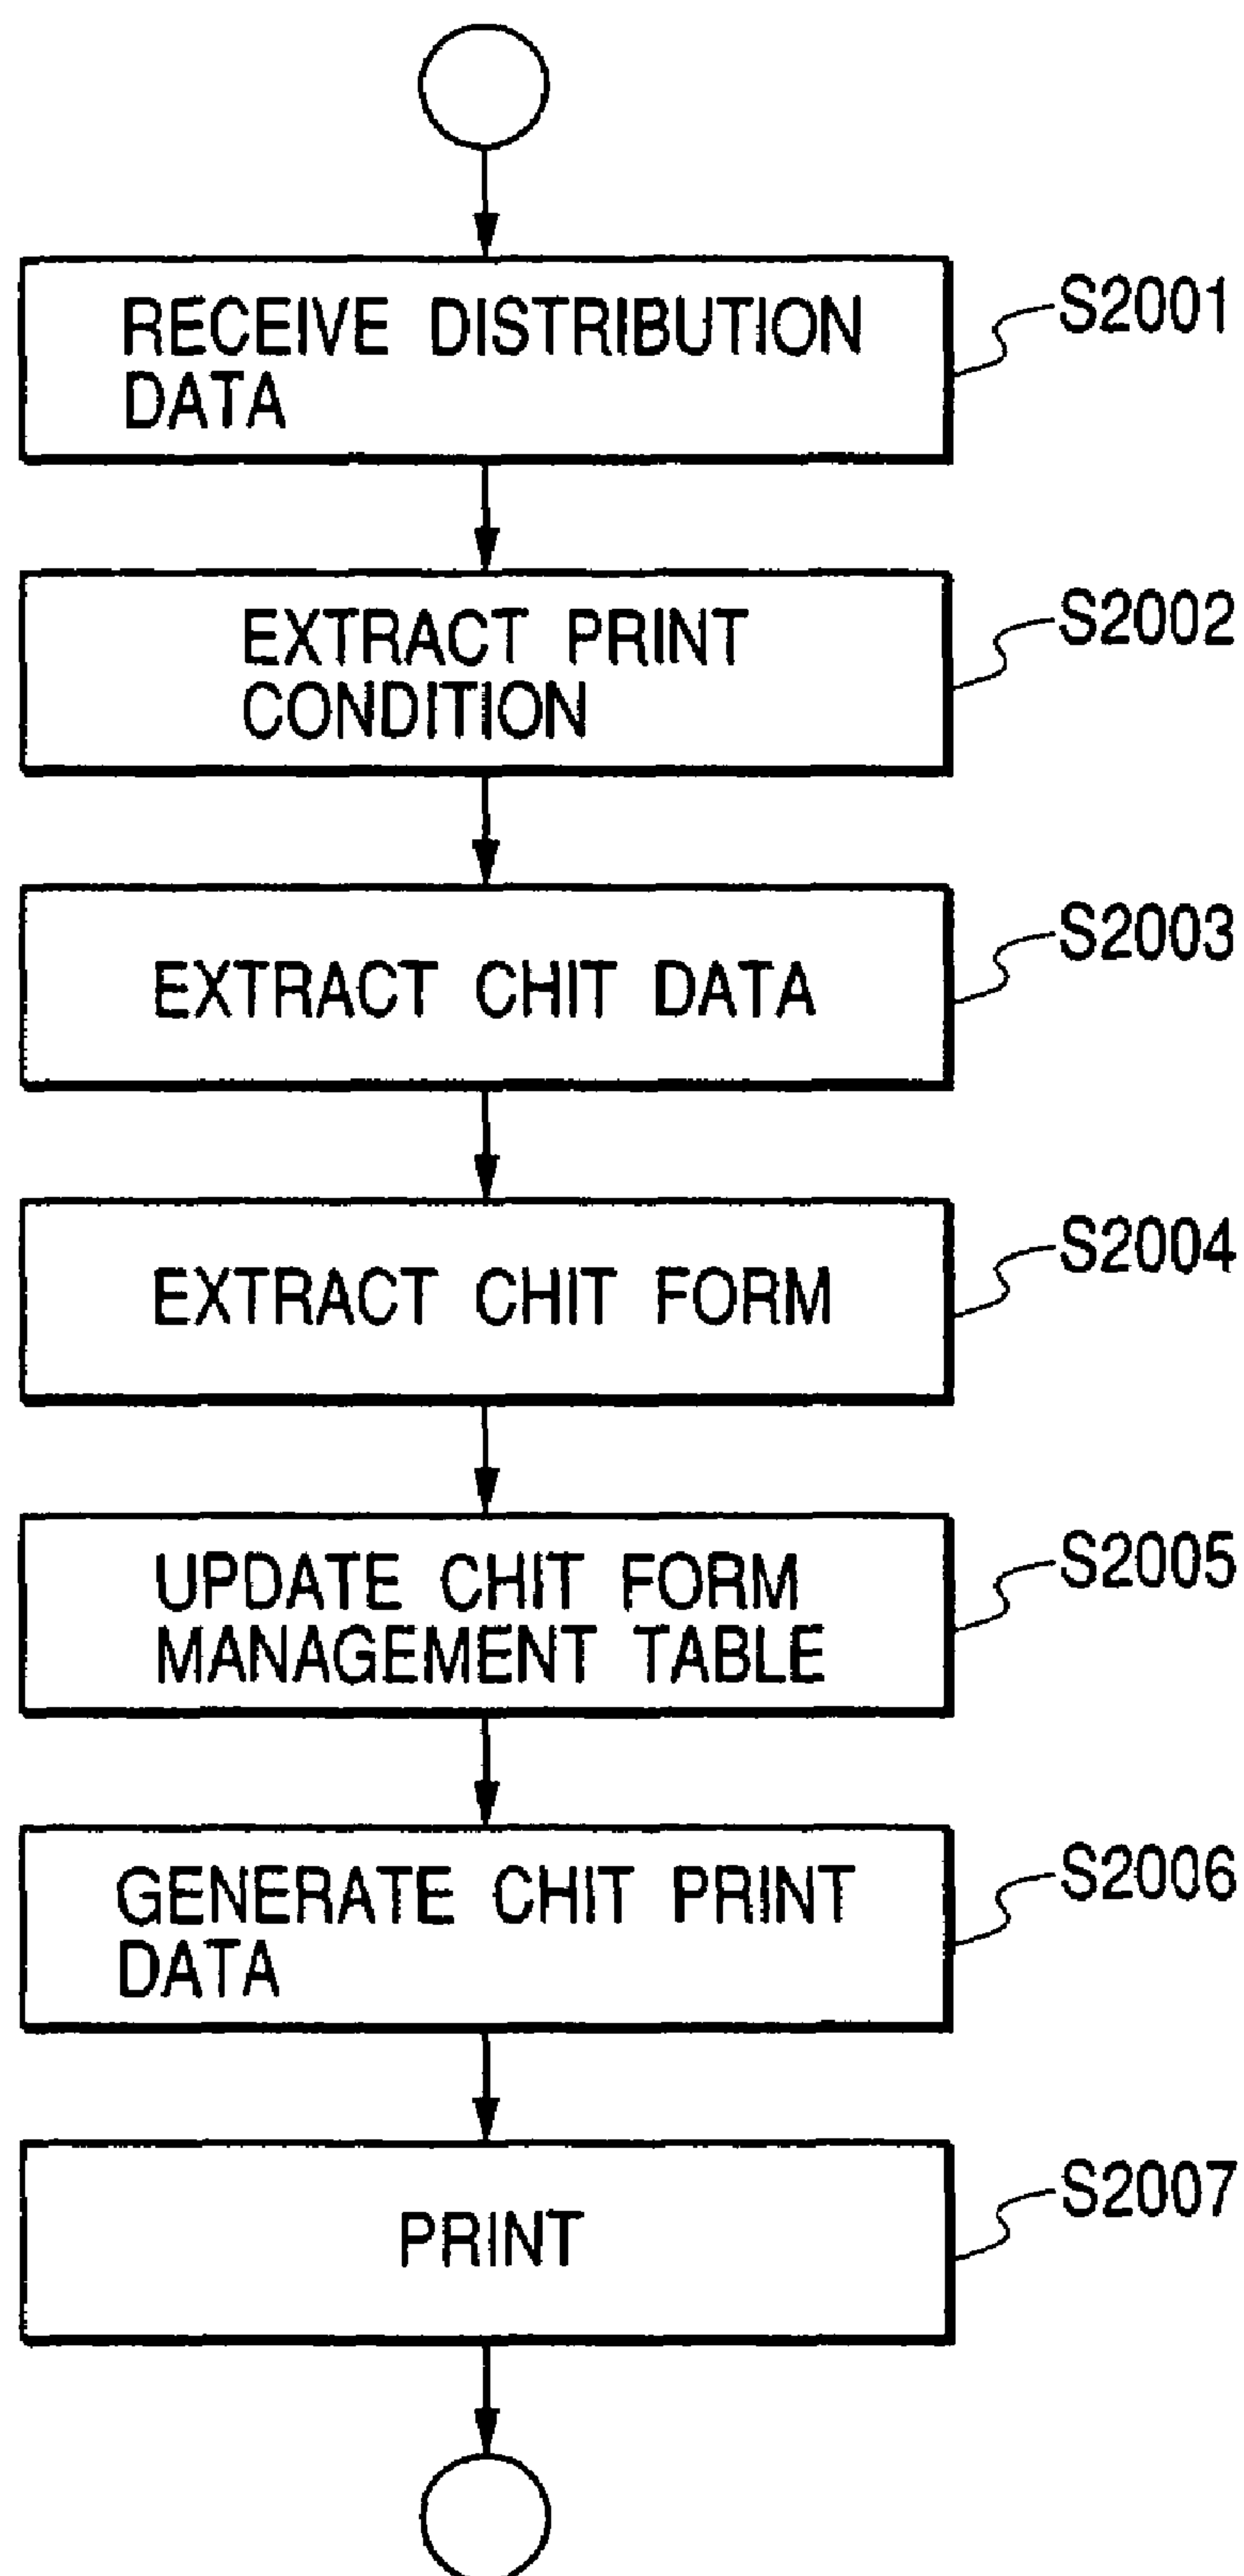 RECEIVE DISTRIBUTION
DATA
S2001
EXTRACT PRINT
CONDITION
S2002
EXTRACT CHIT DATA
S2003
EXTRACT CHIT FORM
S2004
UPDATE CHIT FORM
MANAGEMENT TABLE
S2005
GENERATE CHIT PRINT
DATA
S2006
PRINT
S2007